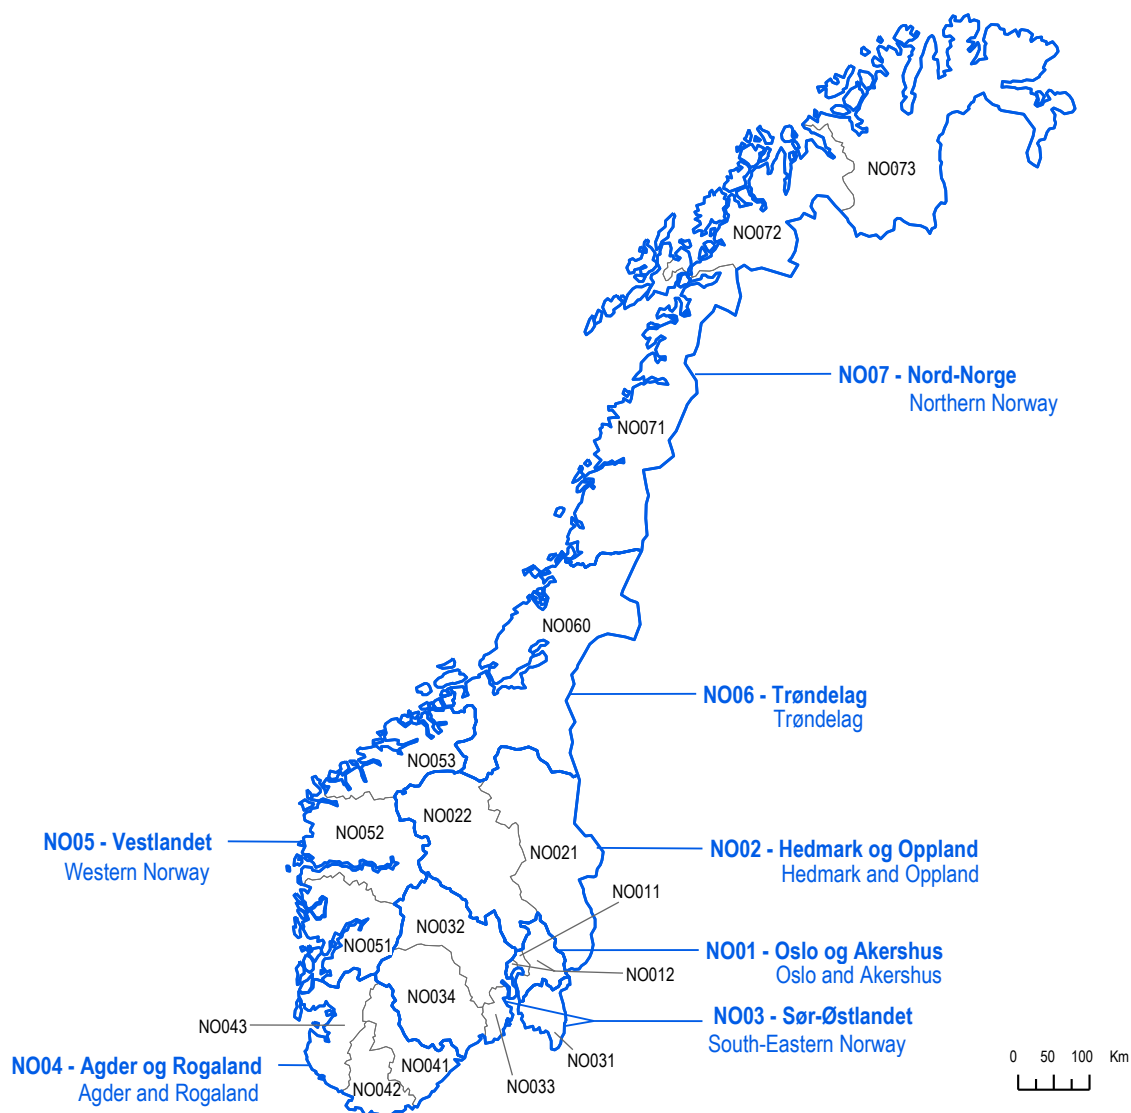 NO073
NO072
NO07 - Nord-Norge
Northern Norway
NO071
NO060
NO06 - Trøndelag
Trøndelag
NO053
NO022
NO052
NO05 - Vestlandet
Western Norway
NO021
NO02 - Hedmark og Oppland
Hedmark and Oppland
NO011
NO032
NO051
NO01 - Oslo og Akershus
Oslo and Akershus
NO012
NO034
NO03 - Sør-Østlandet
South-Eastern Norway
NO043
NO031
NO04 - Agder og Rogaland
Agder and Rogaland
NO041
NO042
NO033
0 50 100 Km